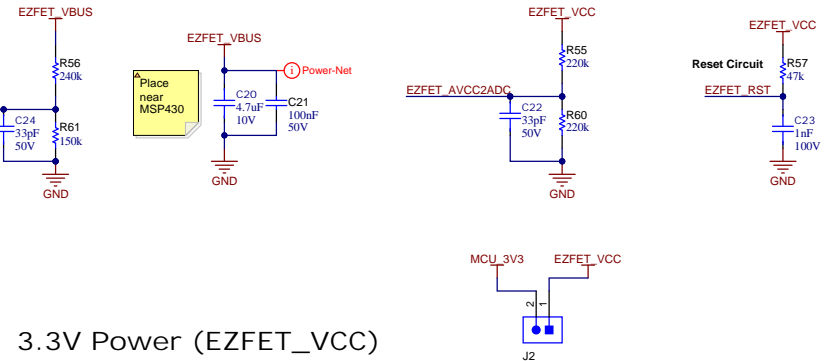 EZFET_VBUS
R56
240k
C24
33pF
50V
R61
150k
GND
EZFET_VBUS
Power-Net
Place
near
MSP430
C20
4.7uF
10V
C21
100nF
50V
GND
EZFET_VCC
R55
220k
EZFET_AVCC2ADC
C22
33pF
50V
R60
220k
GND
EZFET_VCC
Reset Circuit
R57
47k
EZFET_RST
C23
1nF
100V
GND
MCU_3V3
EZFET_VCC
2
1
J2
3.3V Power (EZFET_VCC)